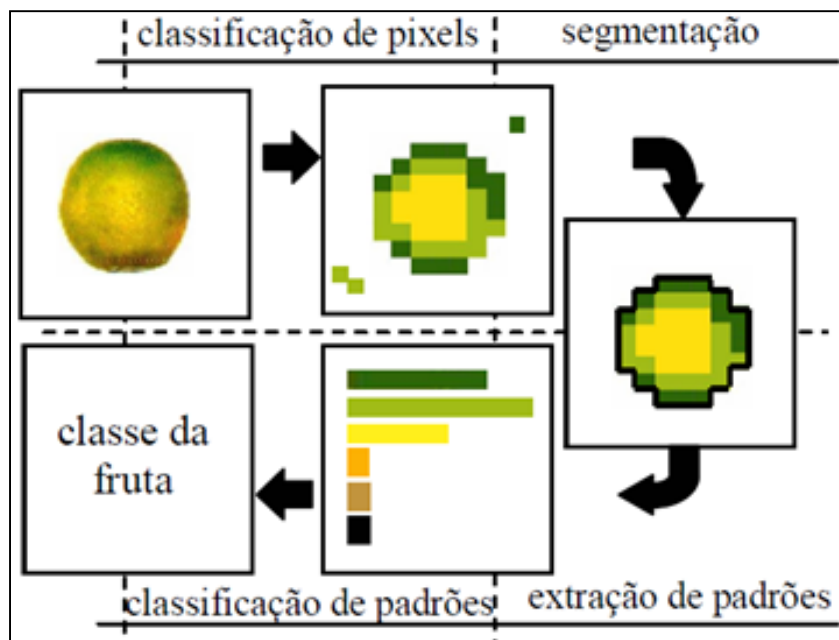 classificação de pixels
segmentação
classe da
fruta
classificação de padrões
extração de padrões